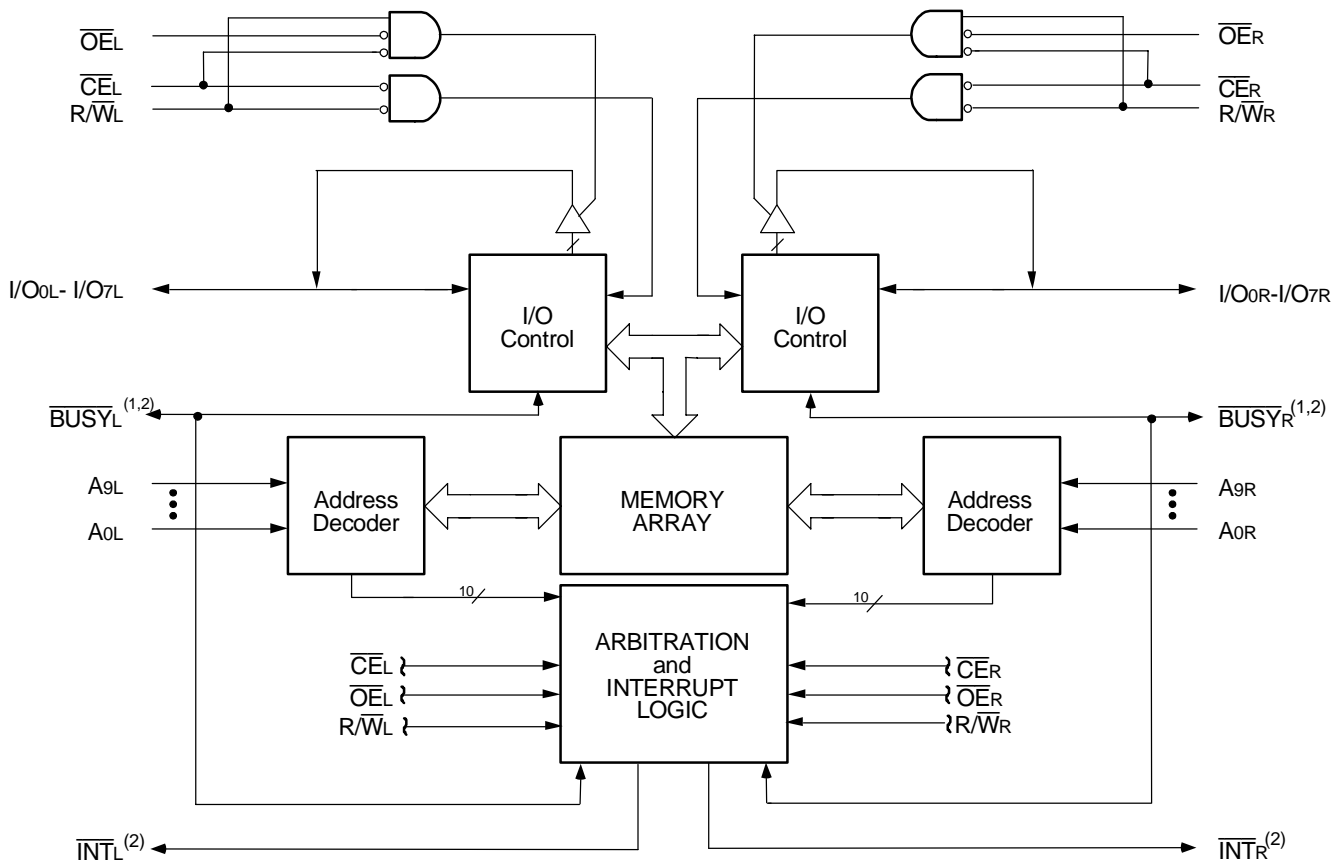 OEL
OER
CEL
CER
R/WL
R/WR
I/O0L- I/O7L
I/O Control
I/O Control
I/O0R-I/O7R
BUSYL (1,2)
BUSYR (1,2)
A9L
A0L
Address Decoder
MEMORY ARRAY
Address Decoder
A9R
A0R
10
10
ARBITRATION
and
INTERRUPT
LOGIC
CEL
OEL
R/WL
CER
OER
R/WR
INTL (2)
INTR (2)